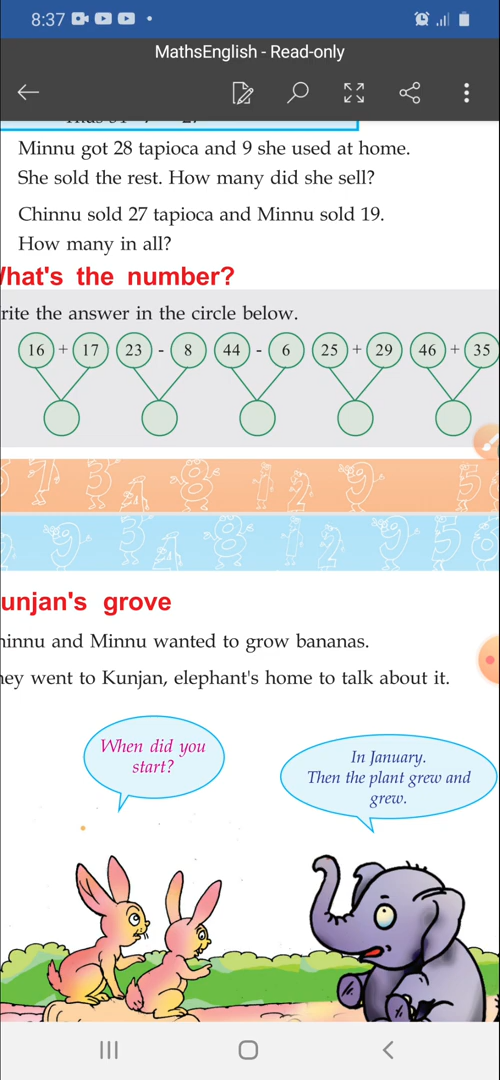 8:37
MathsEnglish - Read-only
Minnu got 28 tapioca and 9 she used at home.
She sold the rest. How many did she sell?
Chinnu sold 27 tapioca and Minnu sold 19.
How many in all?
hat's the number?
rite the answer in the circle below.
16 + 17 23 - 8 44 - 6 25 + 29 46 + 35
unjan's grove
innu and Minnu wanted to grow bananas.
ey went to Kunjan, elephant's home to talk about it.
When did you
start?
In January.
Then the plant grew and
grew.